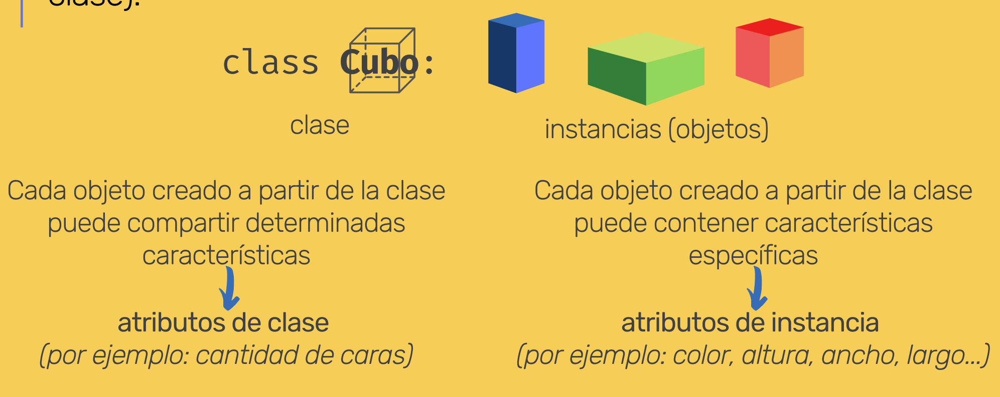 clase).
class Cubo:
clase
instancias (objetos)
Cada objeto creado a partir de la clase
puede compartir determinadas
características
atributos de clase
(por ejemplo: cantidad de caras)
Cada objeto creado a partir de la clase
puede contener características
específicas
atributos de instancia
(por ejemplo: color, altura, ancho, largo...)